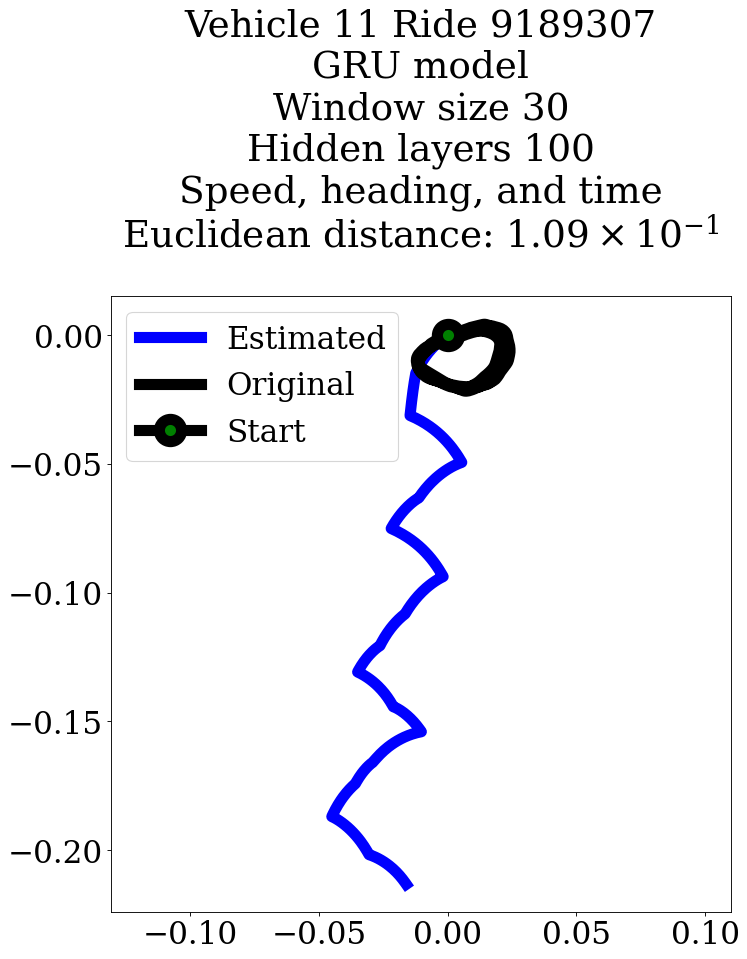 Vehicle 11 Ride 9189307
GRU model
Window size 30
Hidden layers 100
Speed, heading, and time
Euclidean distance: 1.09 × 10⁻¹
Estimated
Original
Start
0.00
−0.05
−0.10
−0.15
−0.20
−0.10 −0.05 0.00 0.05 0.10